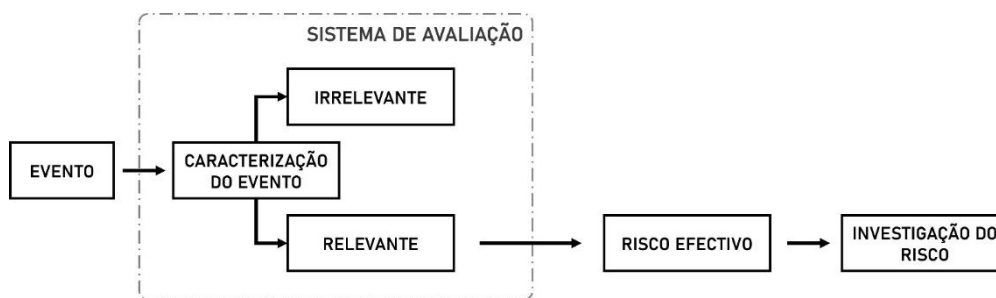 SISTEMA DE AVALIAÇÃO
IRRELEVANTE
EVENTO
CARACTERIZAÇÃO
DO EVENTO
RELEVANTE
RISCO EFECTIVO
INVESTIGAÇÃO DO
RISCO